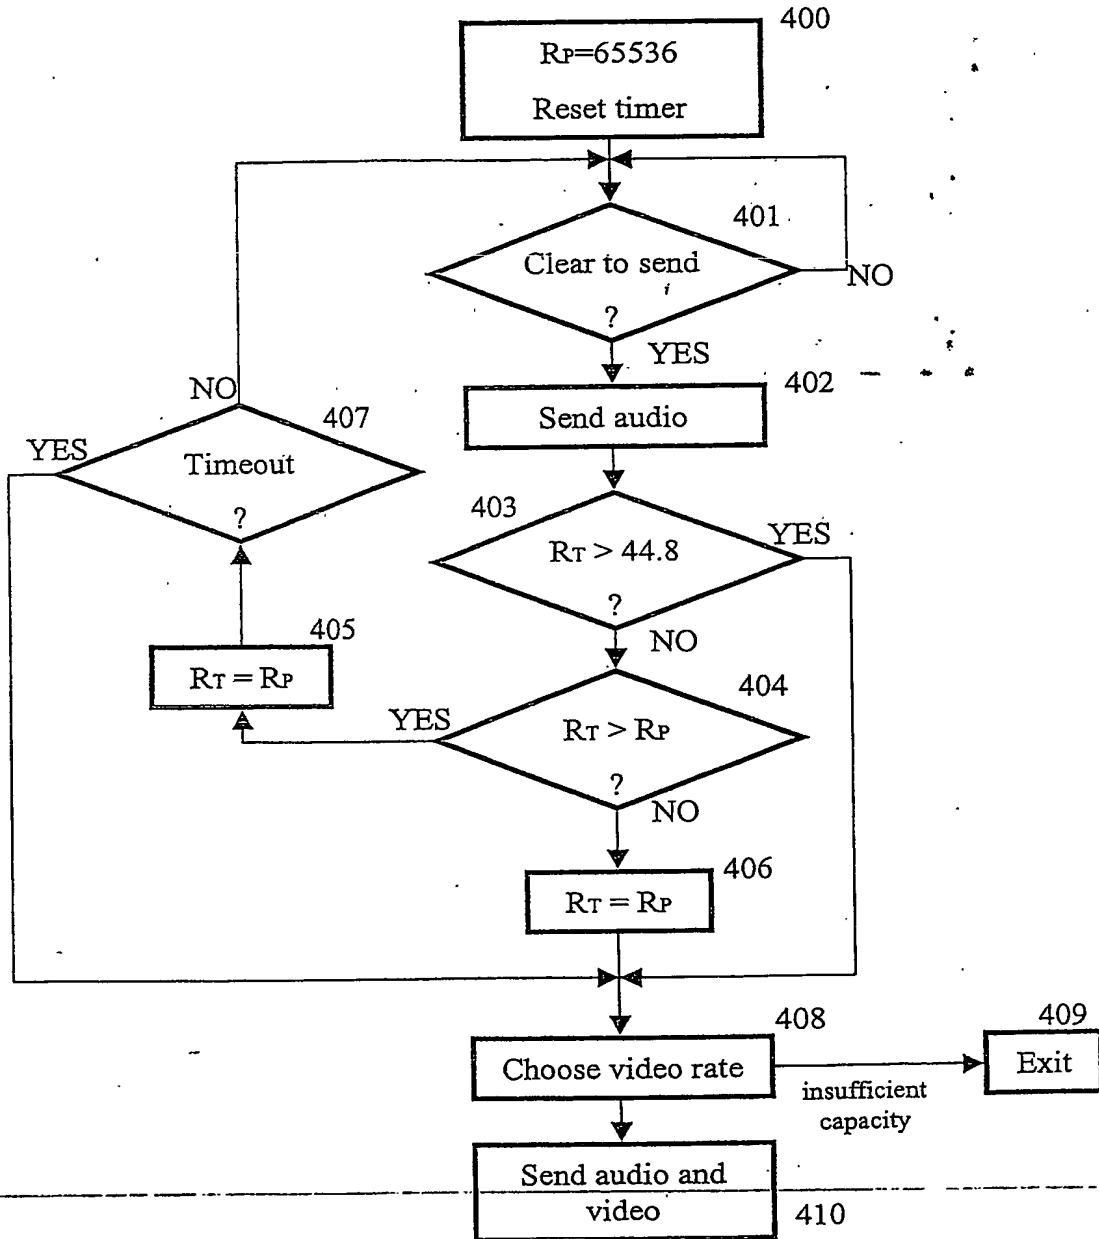 400
RP=65536
Reset timer
401
Clear to send
?
NO
YES
402
Send audio
NO
407
YES
Timeout
?
403
RT > 44.8
?
YES
NO
405
RT = RP
404
YES
RT > RP
?
NO
406
RT = RP
408
Choose video rate
409
Exit
insufficient
capacity
Send audio and
video
410